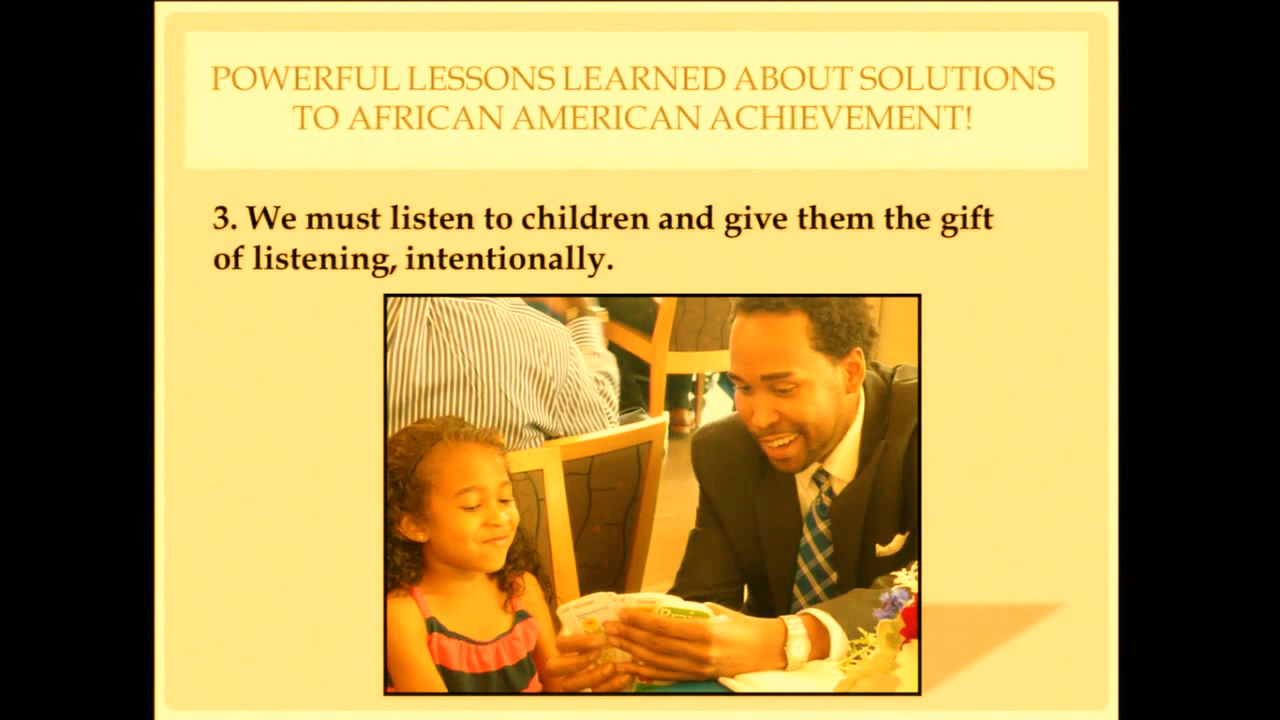 POWERFUL LESSONS LEARNED ABOUT SOLUTIONS
TO AFRICAN AMERICAN ACHIEVEMENT!
3. We must listen to children and give them the gift
of listening, intentionally.